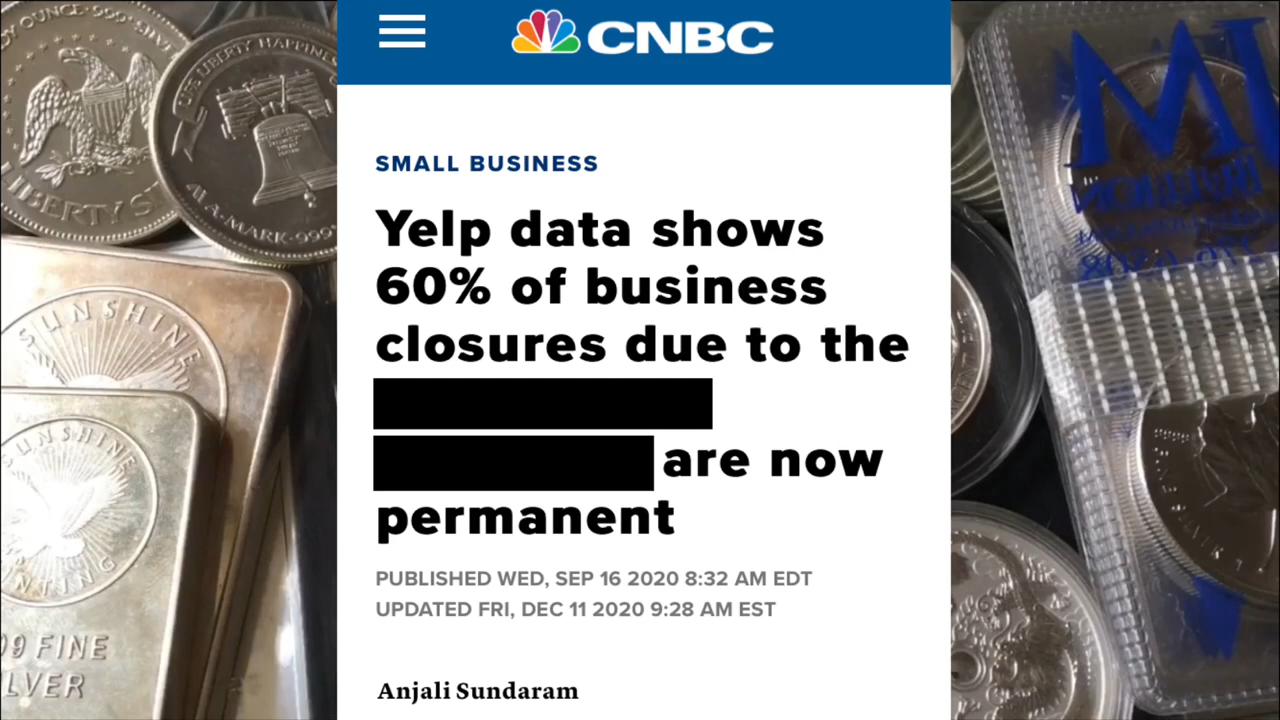 CNBC
SMALL BUSINESS
Yelp data shows
60% of business
closures due to the
are now
permanent
PUBLISHED WED, SEP 16 2020 8:32 AM EDT
UPDATED FRI, DEC 11 2020 9:28 AM EST
Anjali Sundaram
LIBERTY
A-MARK .999
SUNSHINE
SUNSHINE
FINE